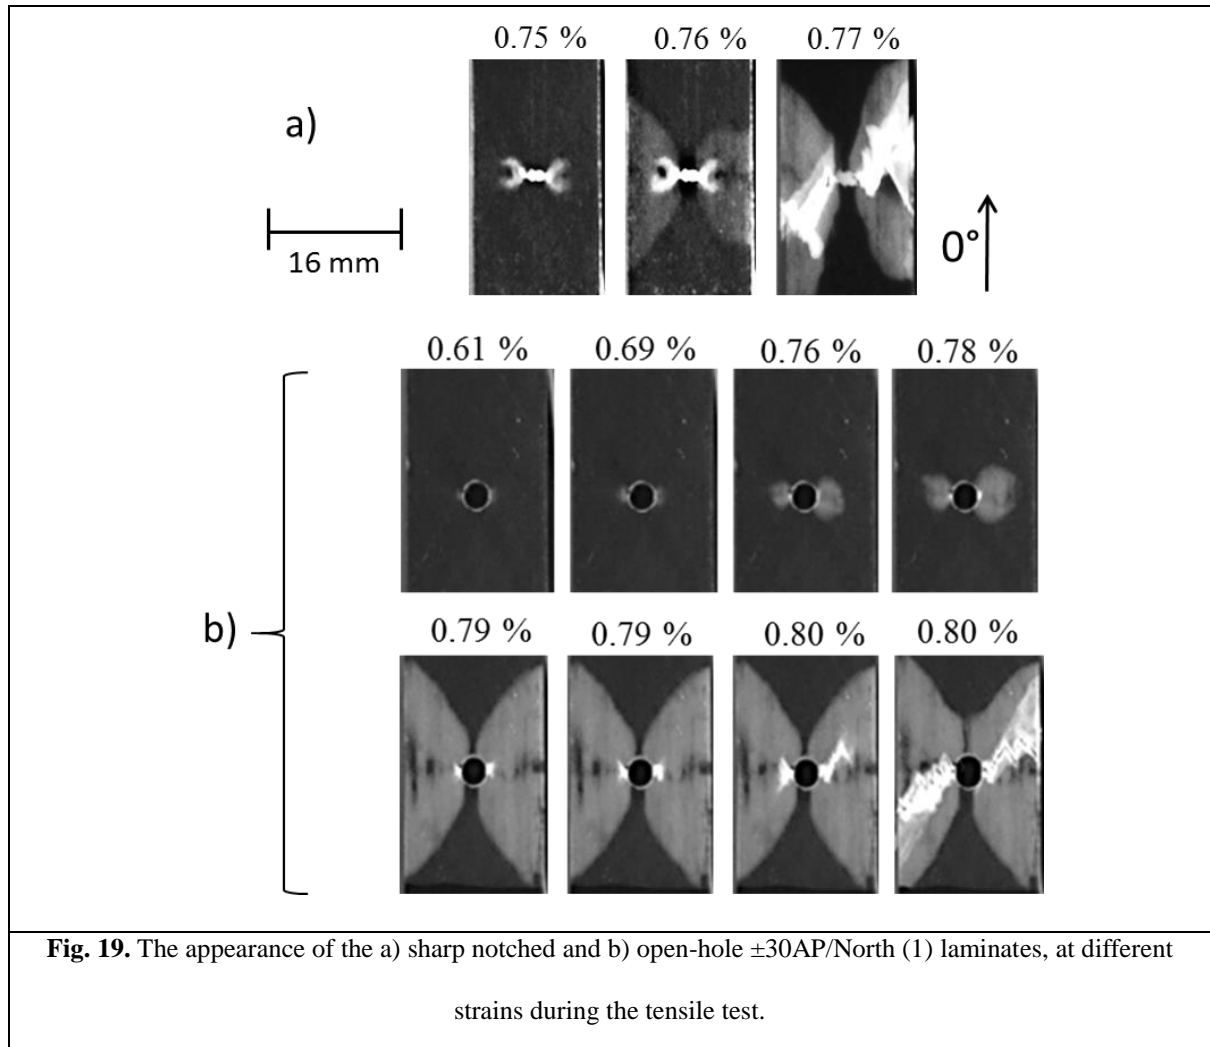 0.75 % 0.76 % 0.77 %
a)
16 mm
0°
0.61 % 0.69 % 0.76 % 0.78 %
b)
0.79 % 0.79 % 0.80 % 0.80 %
Fig. 19. The appearance of the a) sharp notched and b) open-hole ±30AP/North (1) laminates, at different
strains during the tensile test.